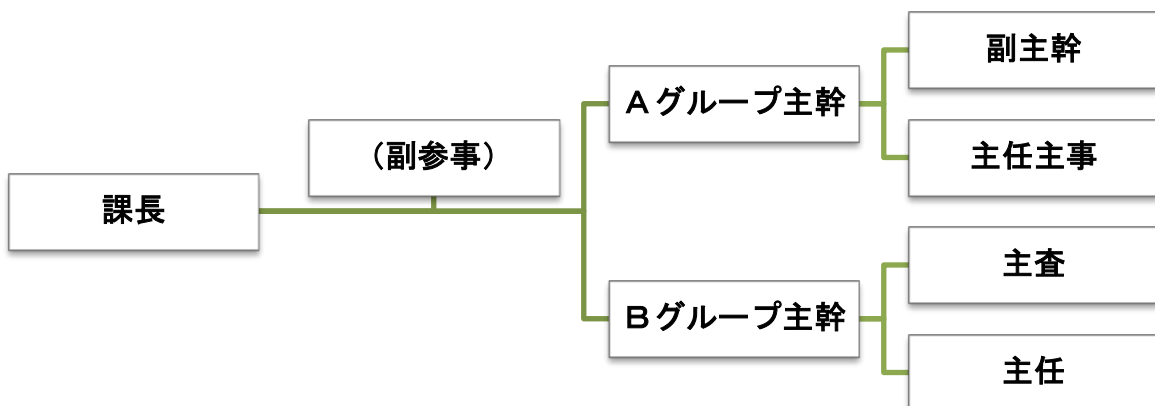 課長
（副参事）
Ａグループ主幹
副主幹
主任主事
Ｂグループ主幹
主査
主任